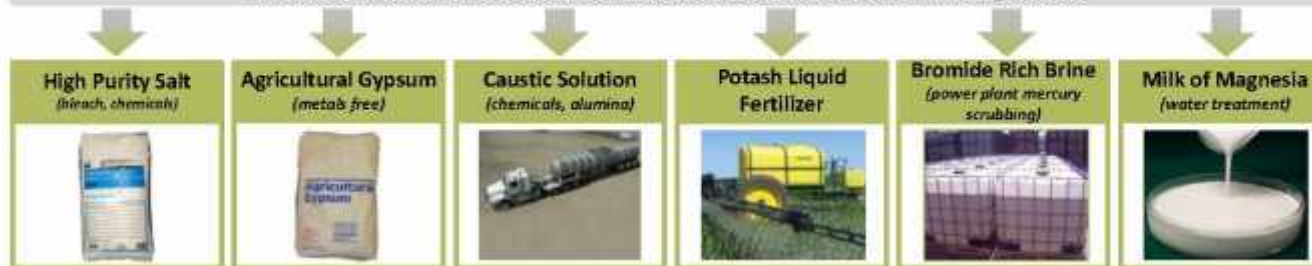 High Purity Salt
(bleach, chemicals)
Agricultural Gypsum
(metals free)
Caustic Solution
(chemicals, alumina)
Potash Liquid
Fertilizer
Bromide Rich Brine
(power plant mercury
scrubbing)
Milk of Magnesia
(water treatment)
Agricultural
Gypsum